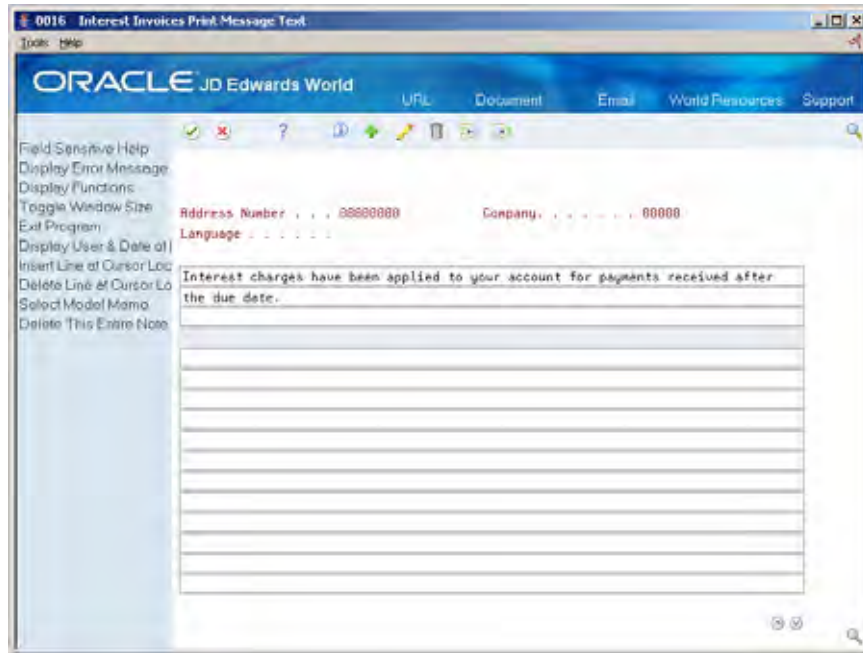 0016 Interest Invoices Print Message Text
Tools Help
ORACLE JD Edwards World
URL Document Email World Resources Support
Field Sensitive Help
Display Error Message
Display Functions
Toggle Window Size
Exit Program
Display User & Date of
Insert Line at Cursor Loc
Delete Line at Cursor Lo
Select Model Memo
Delete This Entire Note
Address Number . . . 00000000 Company. . . . . . . 00000
Language . . . . . .
Interest charges have been applied to your account for payments received after
the due date.